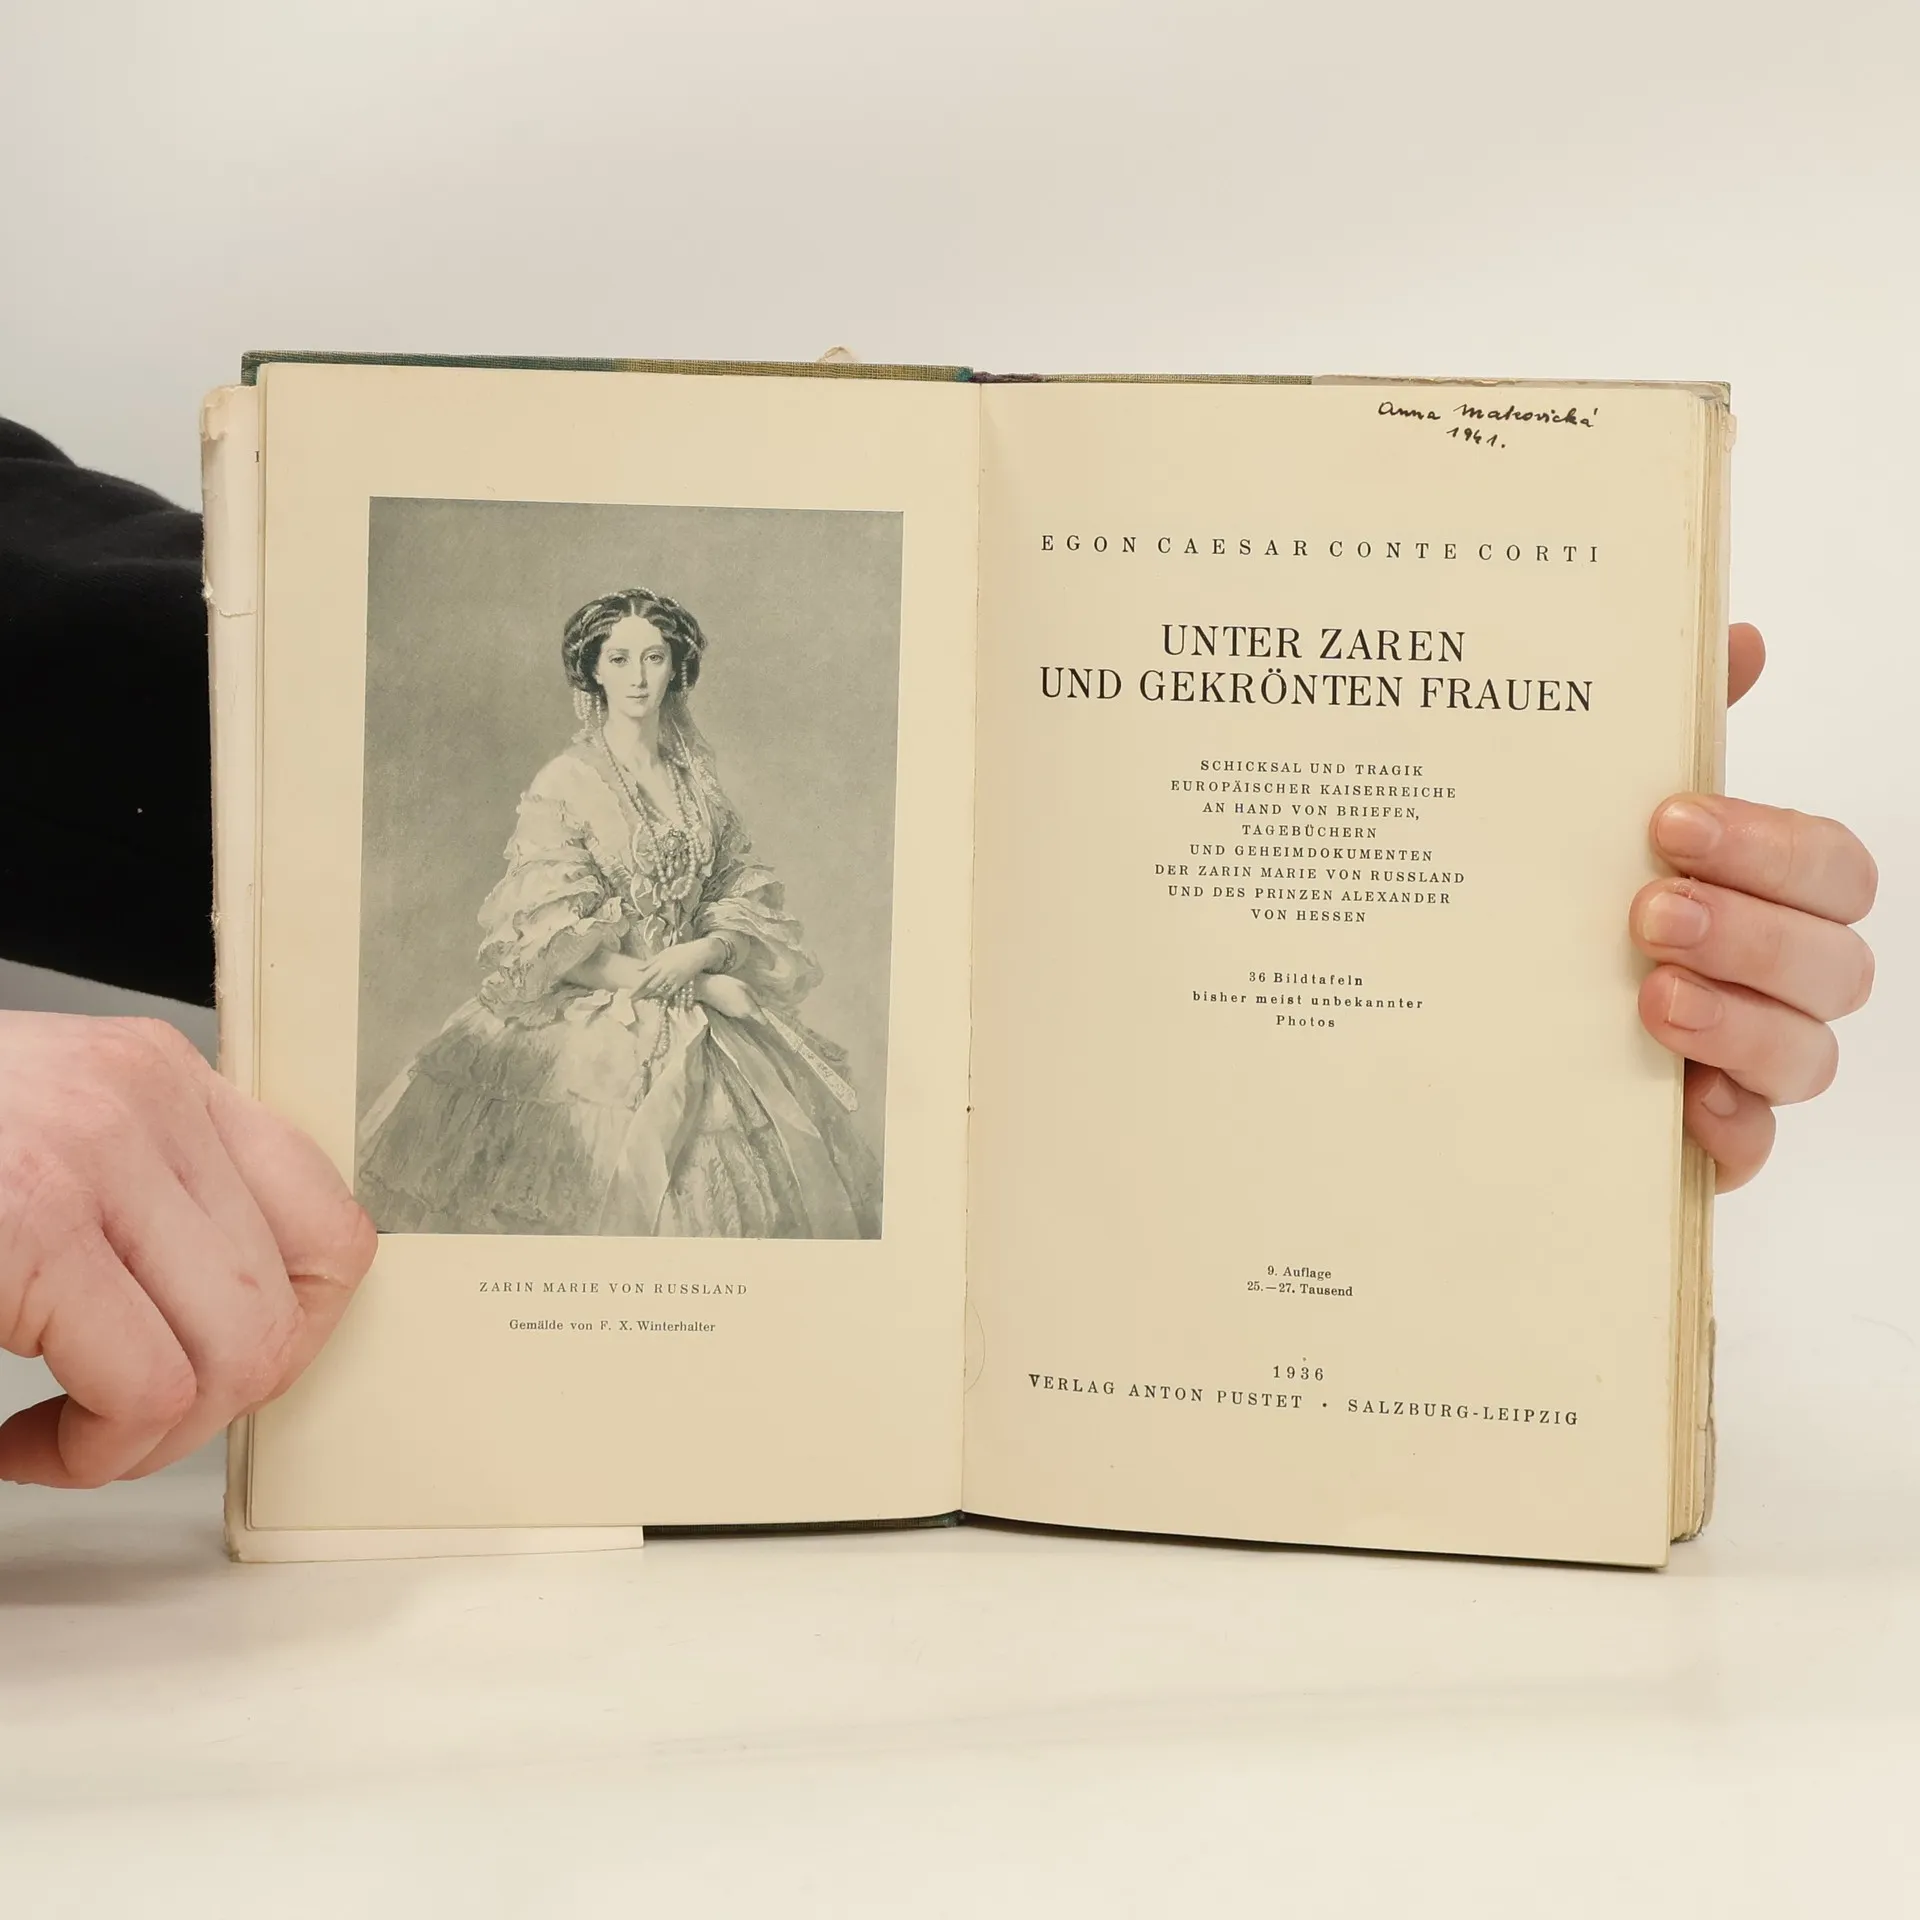 ZARIN MARIE VON RUSSLAND
Gemälde von F. X. Winterhalter
Anna Makovická
1941.
EGON CAESAR CONTE CORTI
UNTER ZAREN
UND GEKRÖNTEN FRAUEN
SCHICKSAL UND TRAGIK
EUROPÄISCHER KAISERREICHE
AN HAND VON BRIEFEN,
TAGEBÜCHERN
UND GEHEIMDOKUMENTEN
DER ZARIN MARIE VON RUSSLAND
UND DES PRINZEN ALEXANDER
VON HESSEN
36 Bildtafeln
bisher meist unbekannter
Photos
9. Auflage
25.—27. Tausend
1936
VERLAG ANTON PUSTET • SALZBURG-LEIPZIG